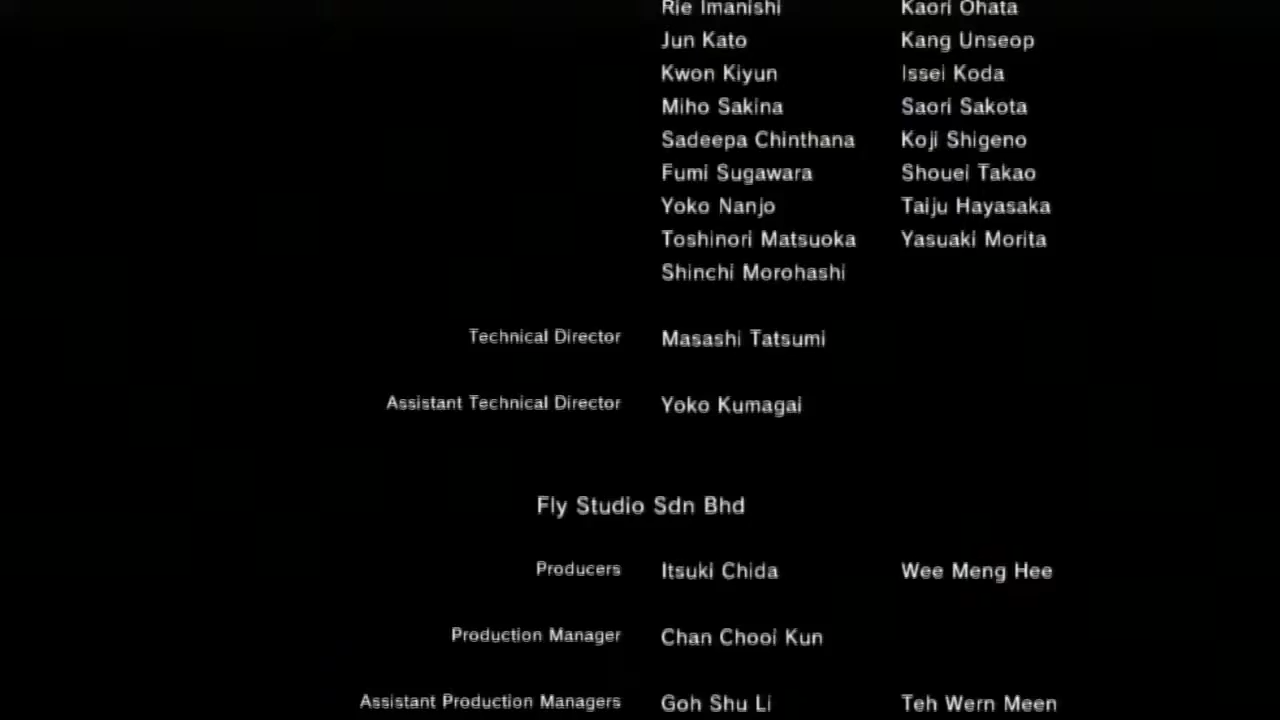 Rie Imanishi Kaori Ohata
Jun Kato Kang Unseop
Kwon Kiyun Issei Koda
Miho Sakina Saori Sakota
Sadeepa Chinthana Koji Shigeno
Fumi Sugawara Shouei Takao
Yoko Nanjo Taiju Hayasaka
Toshinori Matsuoka Yasuaki Morita
Shinchi Morohashi
Technical Director Masashi Tatsumi
Assistant Technical Director Yoko Kumagai
Fly Studio Sdn Bhd
Producers Itsuki Chida Wee Meng Hee
Production Manager Chan Chooi Kun
Assistant Production Managers Goh Shu Li Teh Wern Meen